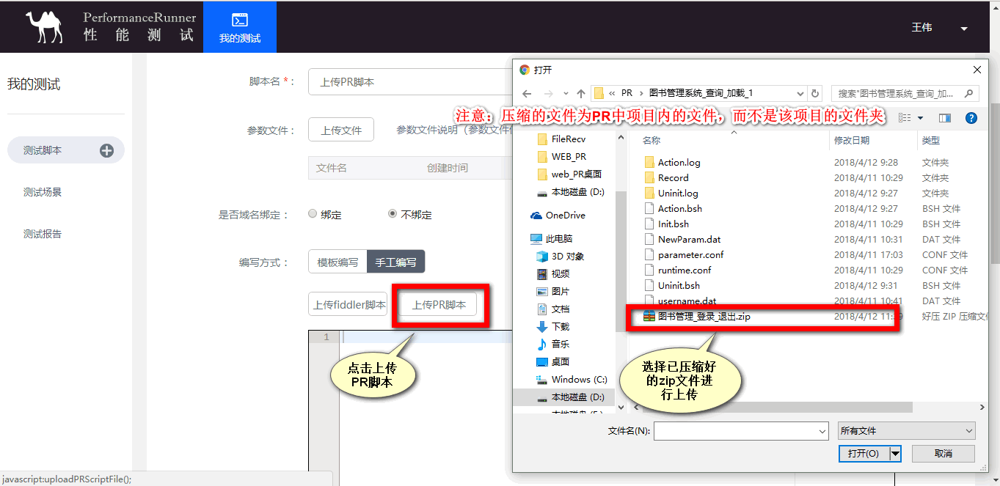 PerformanceRunner
性 能 测 试
我的测试
王伟
我的测试
测试脚本
测试场景
测试报告
脚本名 * :
上传PR脚本
参数文件：
上传文件
参数文件说明（参数文件
文件名 创建时间
是否域名绑定：
绑定
不绑定
编写方式：
模板编写
手工编写
上传fiddler脚本
上传PR脚本
1
点击上传
PR脚本
javascript:uploadPRScriptFile();
打开
« PR › 图书管理系统_查询_加载_1
搜索"图书管理系统_查询_加...
注意：压缩的文件为PR中项目内的文件，而不是该项目的文件夹
FileRecv
WEB_PR
web_PR桌面
本地磁盘 (D:)
OneDrive
此电脑
3D 对象
视频
图片
文档
下载
音乐
桌面
Windows (C:)
本地磁盘 (D:)
名称 修改日期 类型
Action.log 2018/4/12 9:28 文件夹
Record 2018/4/11 10:29 文件夹
Uninit.log 2018/4/12 9:27 文件夹
Action.bsh 2018/4/12 9:27 BSH 文件
Init.bsh 2018/4/11 10:29 BSH 文件
NewParam.dat 2018/4/11 10:31 DAT 文件
parameter.conf 2018/4/11 17:03 CONF 文件
runtime.conf 2018/4/11 10:29 CONF 文件
Uninit.bsh 2018/4/12 9:31 BSH 文件
username.dat 2018/4/11 10:41 DAT 文件
图书管理_登录_退出.zip 2018/4/12 好压 ZIP 压缩文件
选择已压缩好
的zip文件进
行上传
文件名(N):
所有文件
打开(O)
取消